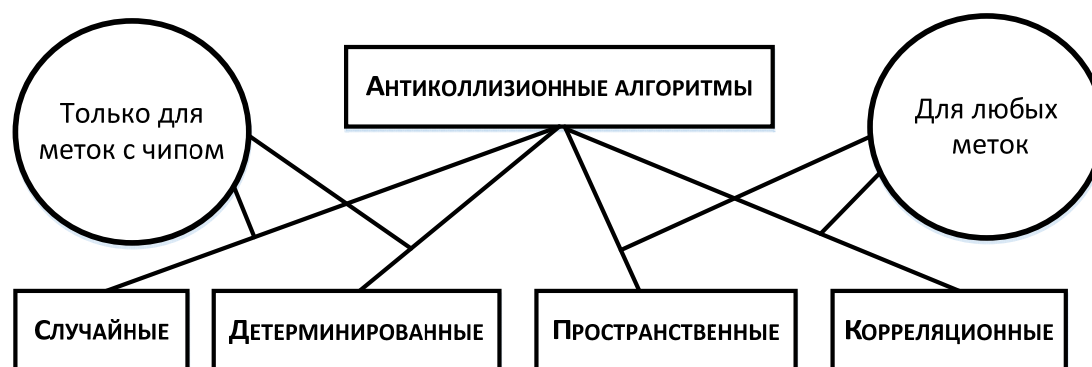 Только для
меток с чипом
АНТИКОЛЛИЗИОННЫЕ АЛГОРИТМЫ
Для любых
меток
СЛУЧАЙНЫЕ
ДЕТЕРМИНИРОВАННЫЕ
ПРОСТРАНСТВЕННЫЕ
КОРРЕЛЯЦИОННЫЕ